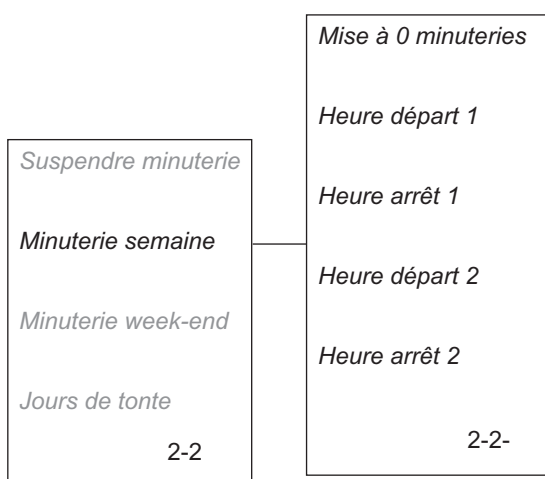 Suspendre minuterie
Minuterie semaine
Minuterie week-end
Jours de tonte
2-2
Mise à 0 minuteries
Heure départ 1
Heure arrêt 1
Heure départ 2
Heure arrêt 2
2-2-